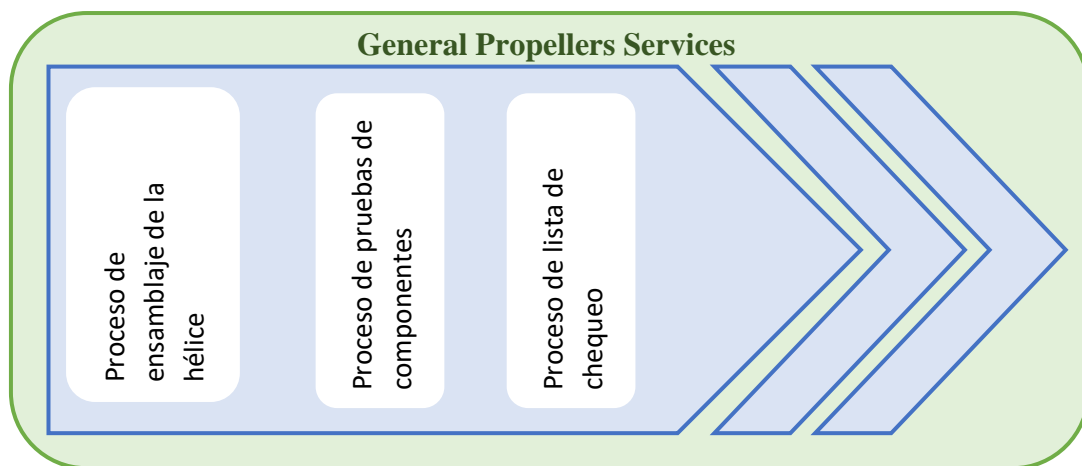 General Propellers Services
Proceso de
ensamblaje de la
hélice
Proceso de pruebas de
componentes
Proceso de lista de
chequeo